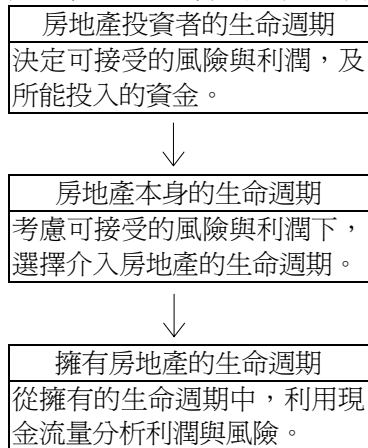 房地產投資者的生命週期
決定可接受的風險與利潤，及
所能投入的資金。
房地產本身的生命週期
考慮可接受的風險與利潤下，
選擇介入房地產的生命週期。
擁有房地產的生命週期
從擁有的生命週期中，利用現
金流量分析利潤與風險。